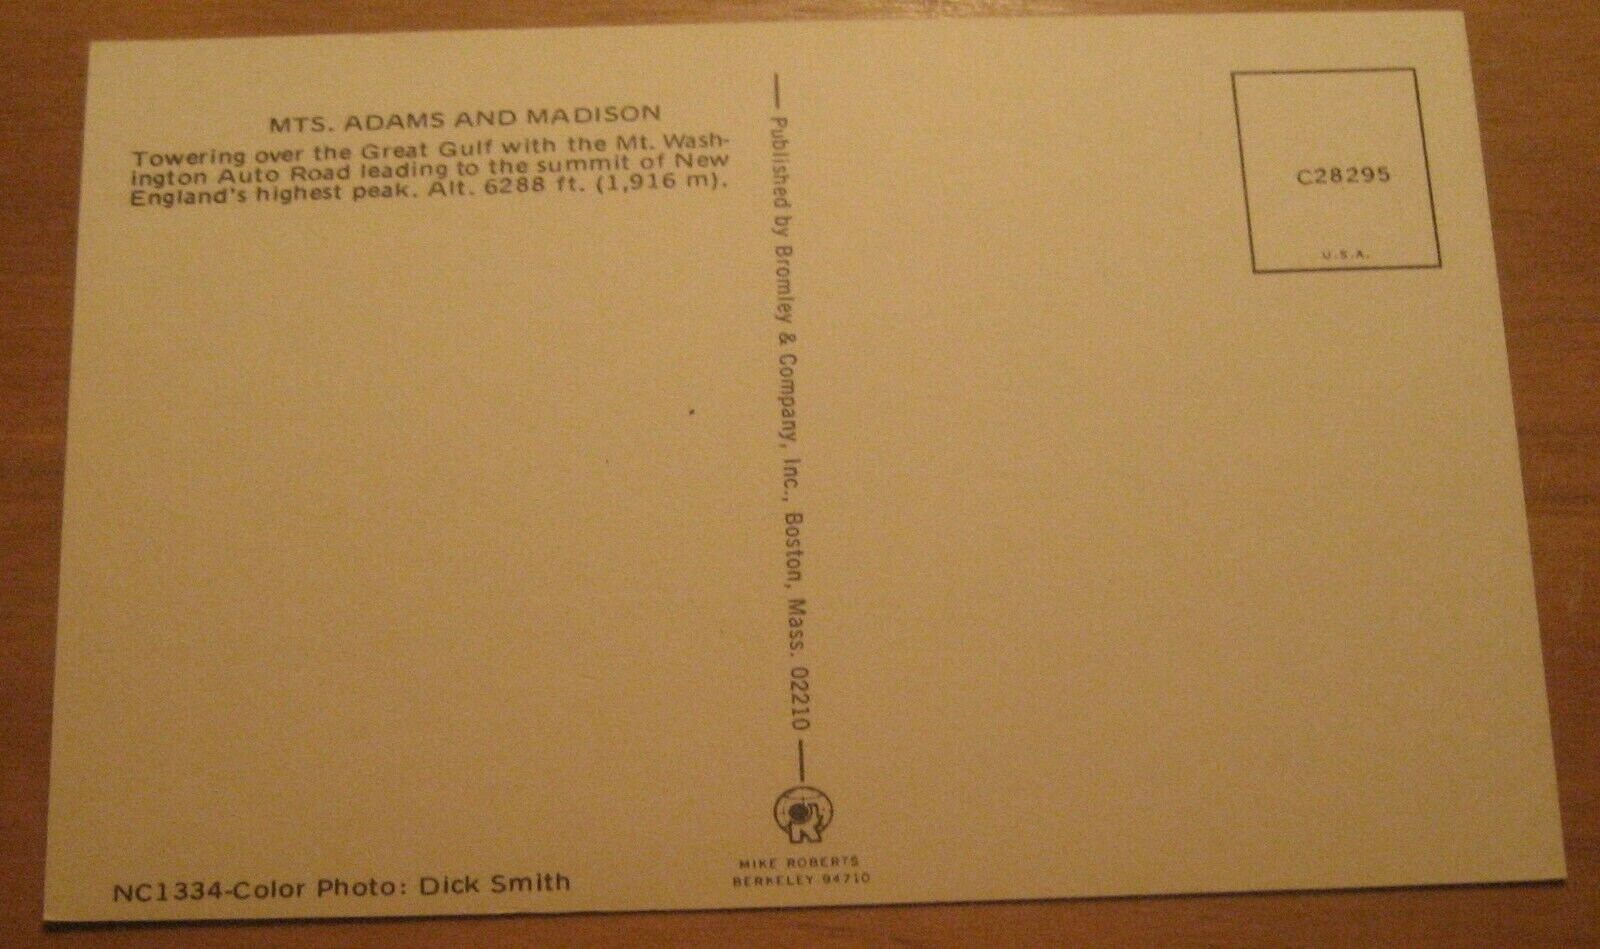 MTS. ADAMS AND MADISON
Towering over the Great Gulf with the Mt. Wash-
ington Auto Road leading to the summit of New
England's highest peak. Alt. 6288 ft. (1,916 m).
NC1334-Color Photo: Dick Smith
Published by Bromley & Company, Inc., Boston, Mass. 02210
MIKE ROBERTS
BERKELEY 94710
C28295
U.S.A.